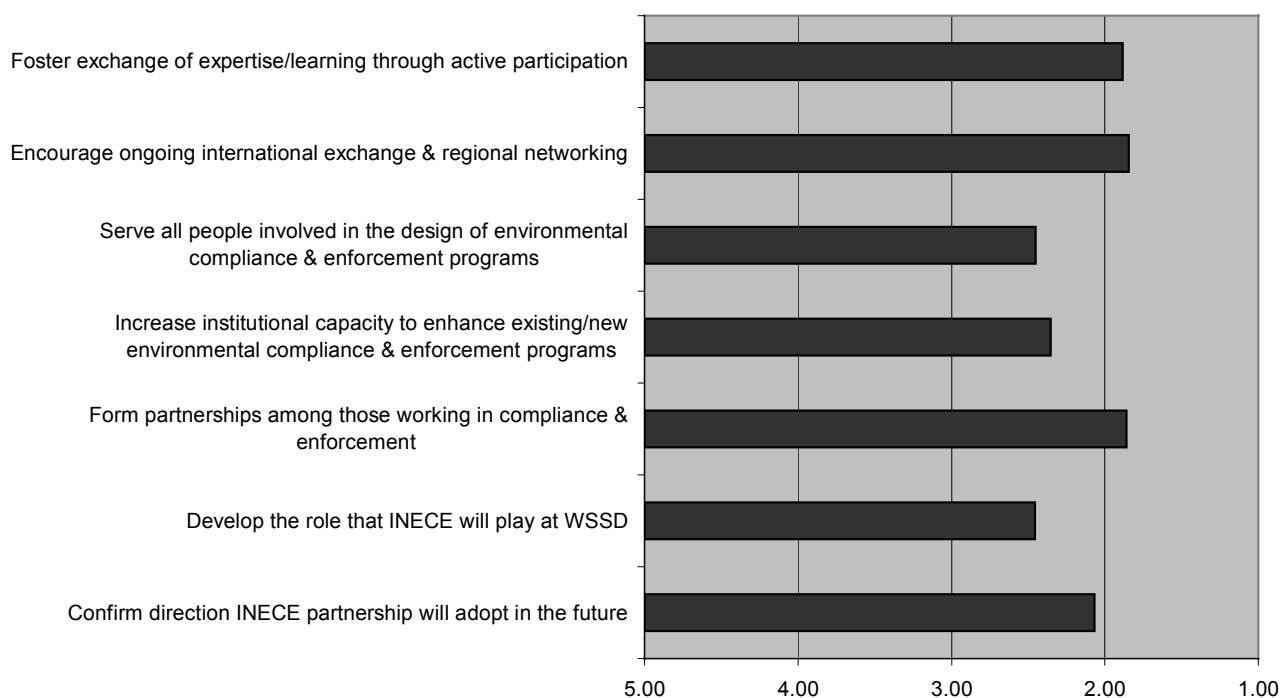 Foster exchange of expertise/learning through active participation
Encourage ongoing international exchange & regional networking
Serve all people involved in the design of environmental
compliance & enforcement programs
Increase institutional capacity to enhance existing/new
environmental compliance & enforcement programs
Form partnerships among those working in compliance &
enforcement
Develop the role that INECE will play at WSSD
Confirm direction INECE partnership will adopt in the future
5.00 4.00 3.00 2.00 1.00